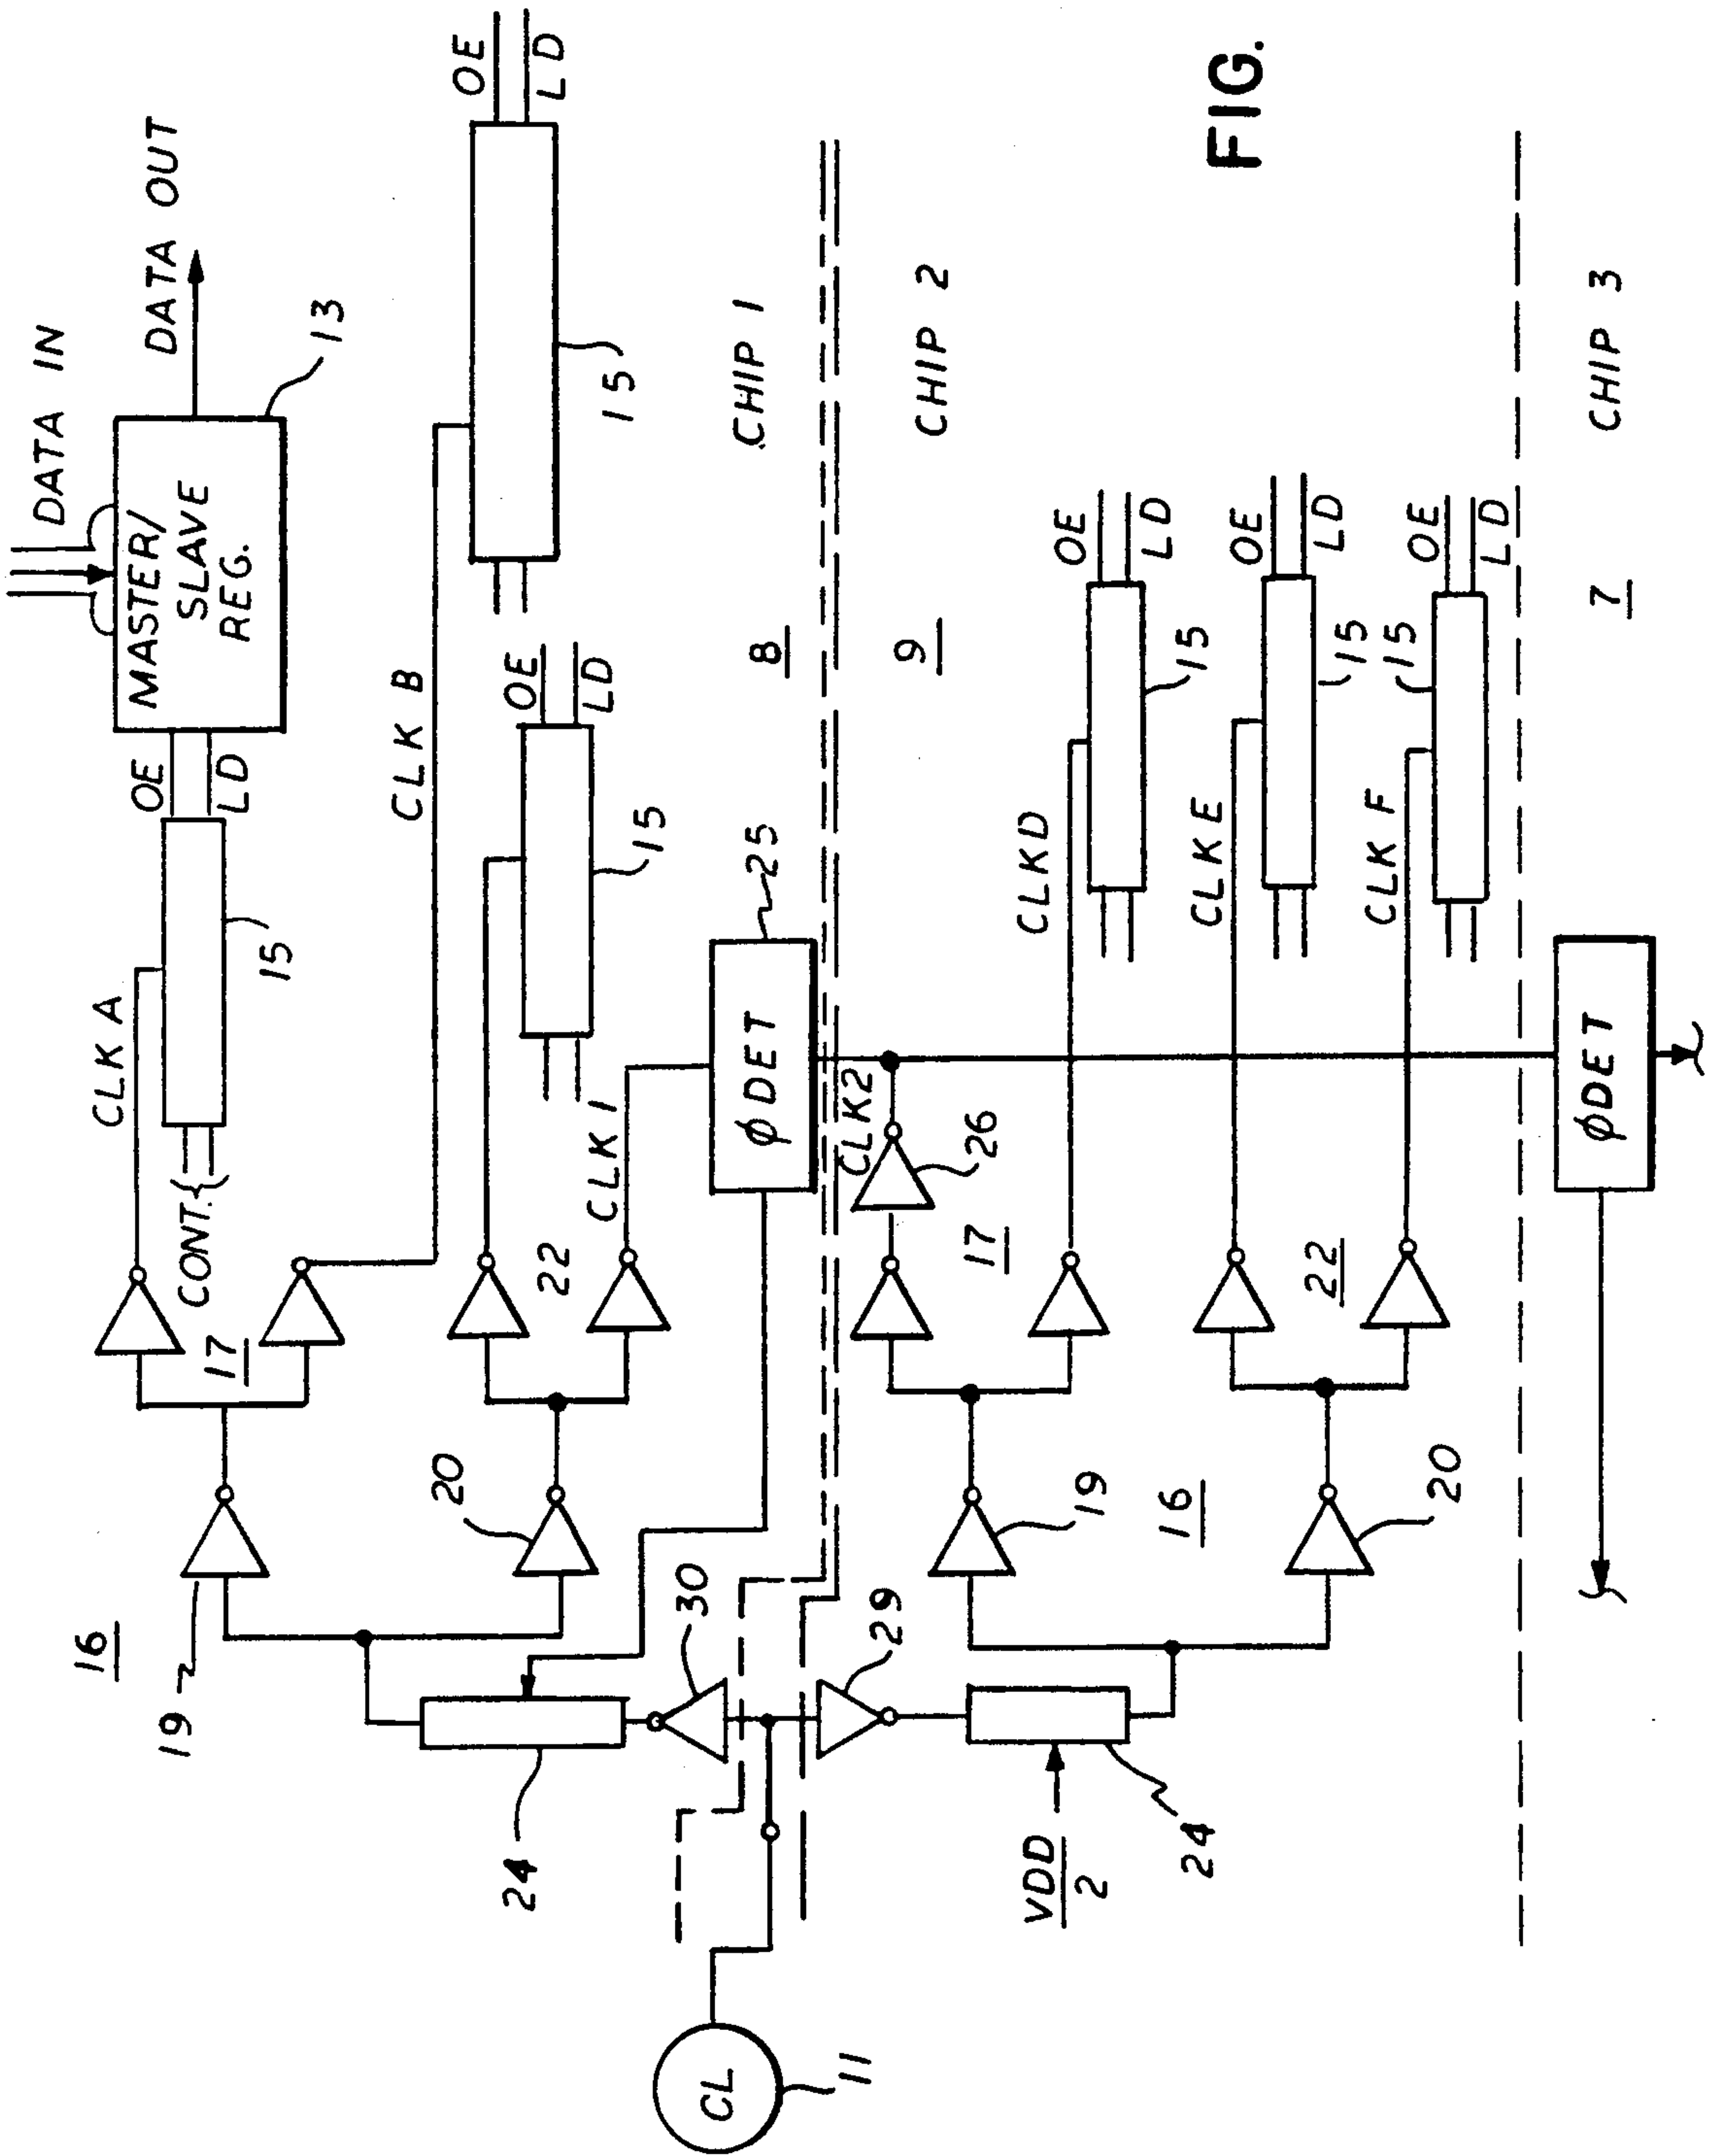 DATA IN
DATA OUT
MASTER/
SLAVE
REG.
13
OE
LD
CLK A
15
CONT.{
17
16
19
CLK B
OE
LD
15
OE
LD
15
22
CLK 1
20
24
30
φDET
25
8
CHIP 1
CL
11
CHIP 2
9
CLK2
26
17
29
19
16
20
VDD
2
24
CLKD
OE
LD
15
CLK E
OE
LD
15
22
CLK F
OE
LD
15
φDET
7
CHIP 3
FIG.